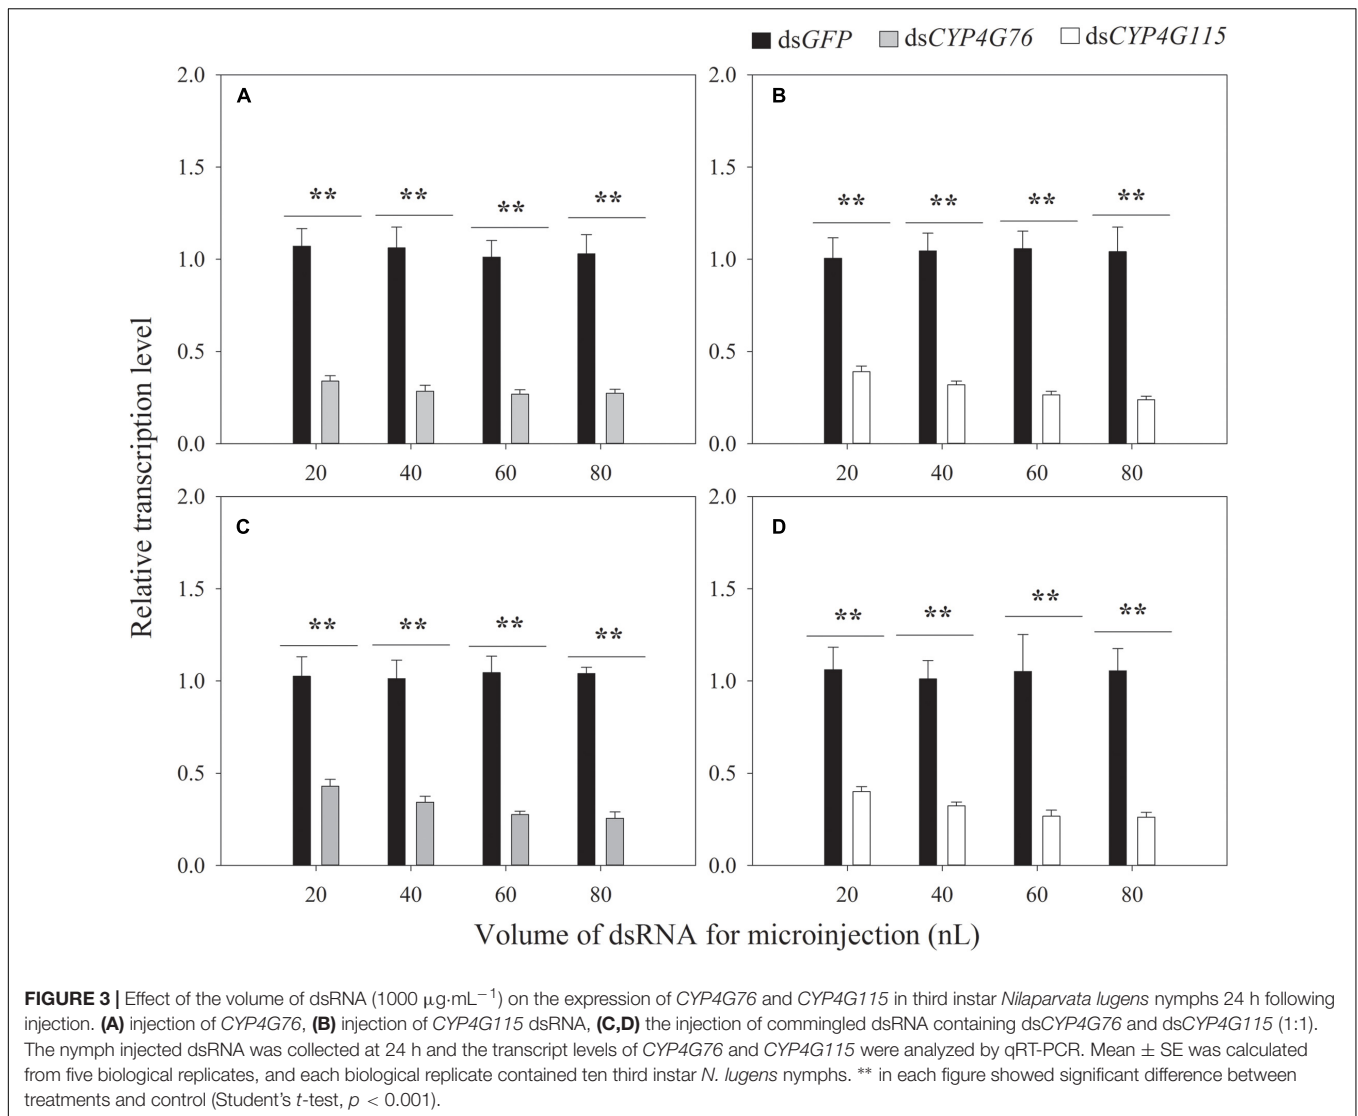 dsGFP dsCYP4G76 dsCYP4G115
A
2.0
1.5
1.0
0.5
0.0
** ** ** **
20 40 60 80
B
2.0
1.5
1.0
0.5
0.0
** ** ** **
20 40 60 80
C
2.0
1.5
1.0
0.5
0.0
** ** ** **
20 40 60 80
D
2.0
1.5
1.0
0.5
0.0
** ** ** **
20 40 60 80
Relative transcription level
Volume of dsRNA for microinjection (nL)
FIGURE 3 | Effect of the volume of dsRNA (1000 μg·mL⁻¹) on the expression of CYP4G76 and CYP4G115 in third instar Nilaparvata lugens nymphs 24 h following
injection. (A) injection of CYP4G76, (B) injection of CYP4G115 dsRNA, (C,D) the injection of commingled dsRNA containing dsCYP4G76 and dsCYP4G115 (1:1).
The nymph injected dsRNA was collected at 24 h and the transcript levels of CYP4G76 and CYP4G115 were analyzed by qRT-PCR. Mean ± SE was calculated
from five biological replicates, and each biological replicate contained ten third instar N. lugens nymphs. ** in each figure showed significant difference between
treatments and control (Student's t-test, p < 0.001).